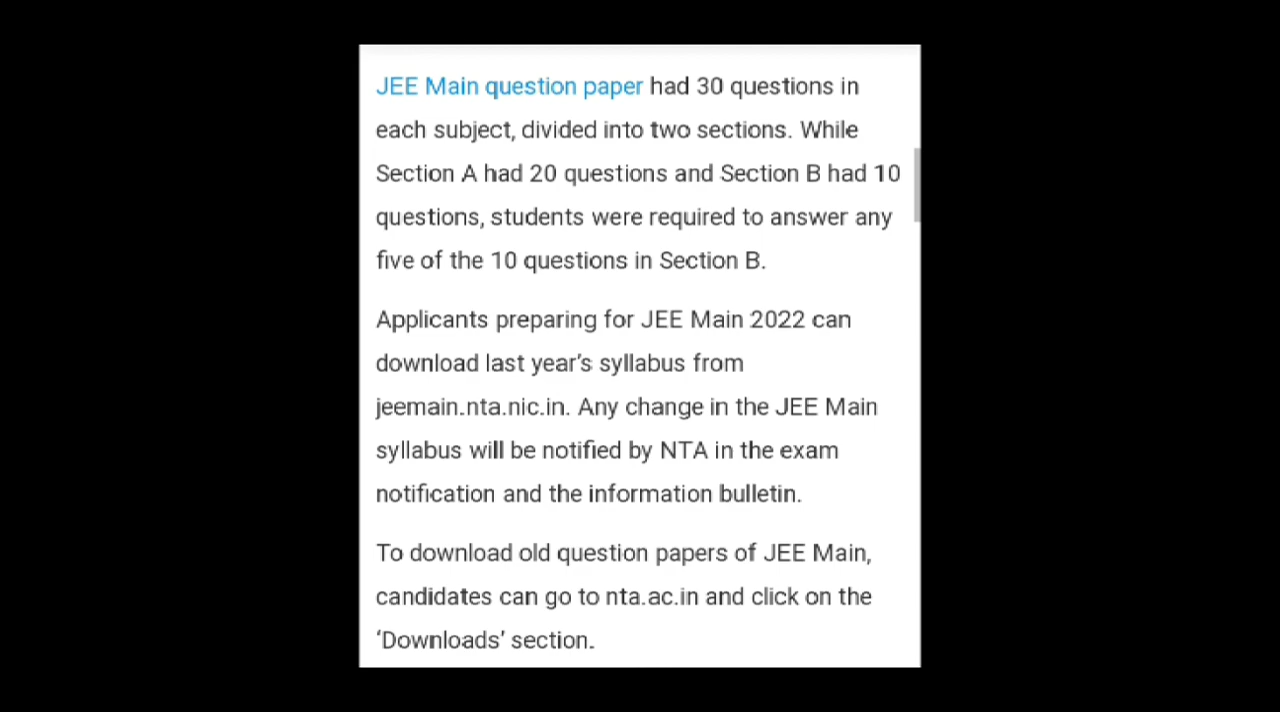 JEE Main question paper had 30 questions in
each subject, divided into two sections. While
Section A had 20 questions and Section B had 10
questions, students were required to answer any
five of the 10 questions in Section B.
Applicants preparing for JEE Main 2022 can
download last year's syllabus from
jeemain.nta.nic.in. Any change in the JEE Main
syllabus will be notified by NTA in the exam
notification and the information bulletin.
To download old question papers of JEE Main,
candidates can go to nta.ac.in and click on the
'Downloads' section.